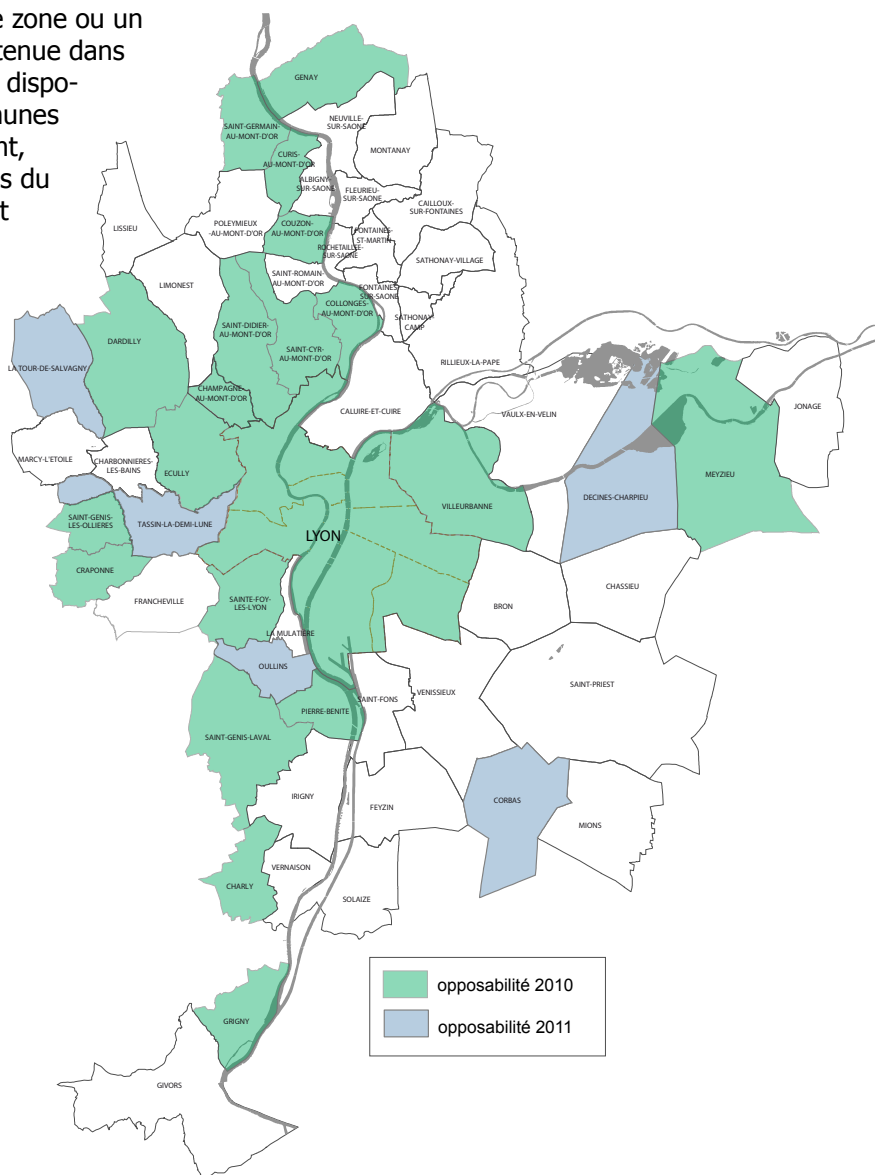 e zone ou un
tenue dans
dispo-
unes
nt,
s du
t
GENAY
NEUVILLE-
SUR-SAONE
SAINT-GERMAIN-
AU-MONT-D'OR
MONTANAY
CURIS-
AU-MONT-D'OR
ALBIGNY-
SUR-SAONE
FLEURIEU-
SUR-SAONE
CAILLOUX-
SUR-FONTAINES
LISSIEU
POLEYMIEUX
-AU-MONT-D'OR
COUZON-
AU-MONT-D'OR
FONTAINES-
ST-MARTIN
ROCHETAILLEE-
SUR-SAONE
SATHONAY-VILLAGE
SAINT-ROMAIN-
AU-MONT-D'OR
LIMONEST
FONTAINES-
SUR-SAONE
COLLONGES-
AU-MONT-D'OR
SATHONAY-
CAMP
SAINT-DIDIER-
AU-MONT-D'OR
DARDILLY
SAINT-CYR-
AU-MONT-D'OR
RILLIEUX-LA-PAPE
LA TOUR-DE-SALVAGNY
CHAMPAGNE-
AU-MONT-D'OR
CALUIRE-ET-CUIRE
VAULX-EN-VELIN
JONAGE
MARCY-L'ETOILE
CHARBONNIERES-
LES-BAINS
ECULLY
MEYZIEU
DECINES-CHARPIEU
VILLEURBANNE
SAINT-GENIS-
LES-OLLIERES
TASSIN-LA-DEMI-LUNE
LYON
CRAPONNE
CHASSIEU
FRANCHEVILLE
SAINTE-FOY-
LES-LYON
BRON
LA MULATIERE
OULLINS
SAINT-PRIEST
SAINT-FONS
VENISSIEUX
PIERRE-BENITE
SAINT-GENIS-LAVAL
IRIGNY
FEYZIN
CORBAS
MIONS
VERNAISON
CHARLY
SOLAIZE
opposabilité 2010
opposabilité 2011
GRIGNY
GIVORS